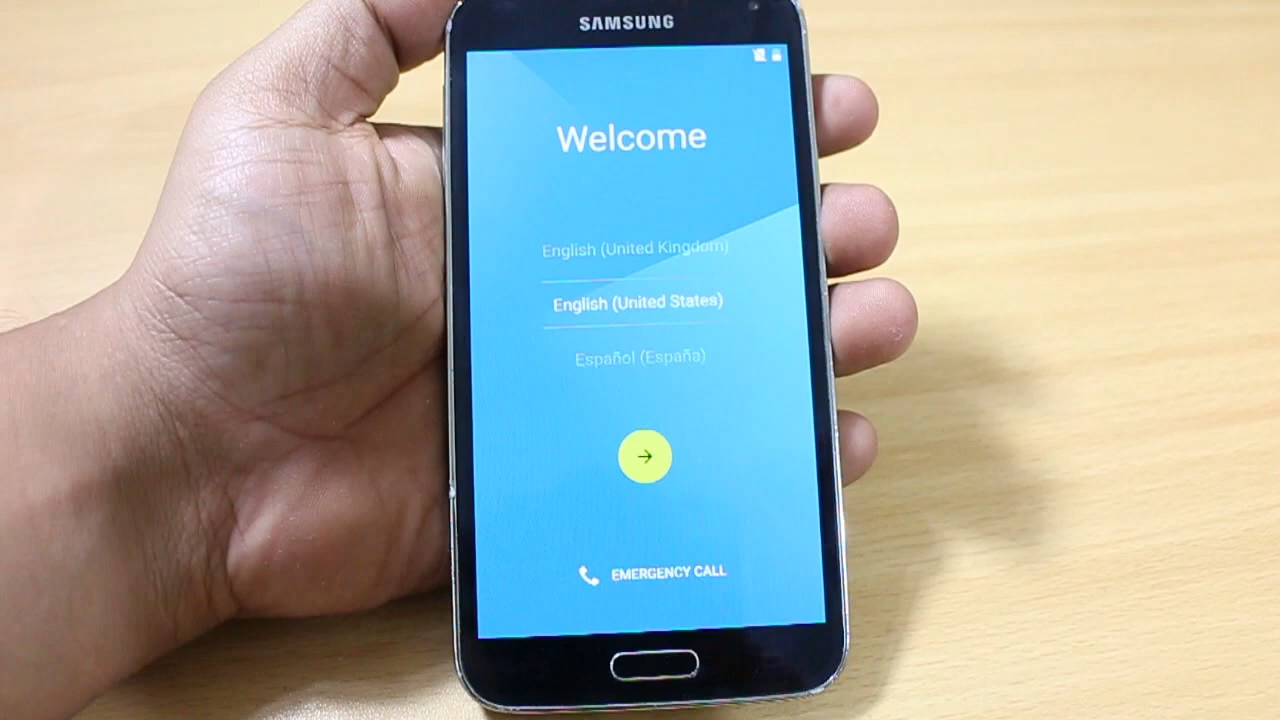 SAMSUNG
Welcome
English (United Kingdom)
English (United States)
Español (España)
EMERGENCY CALL